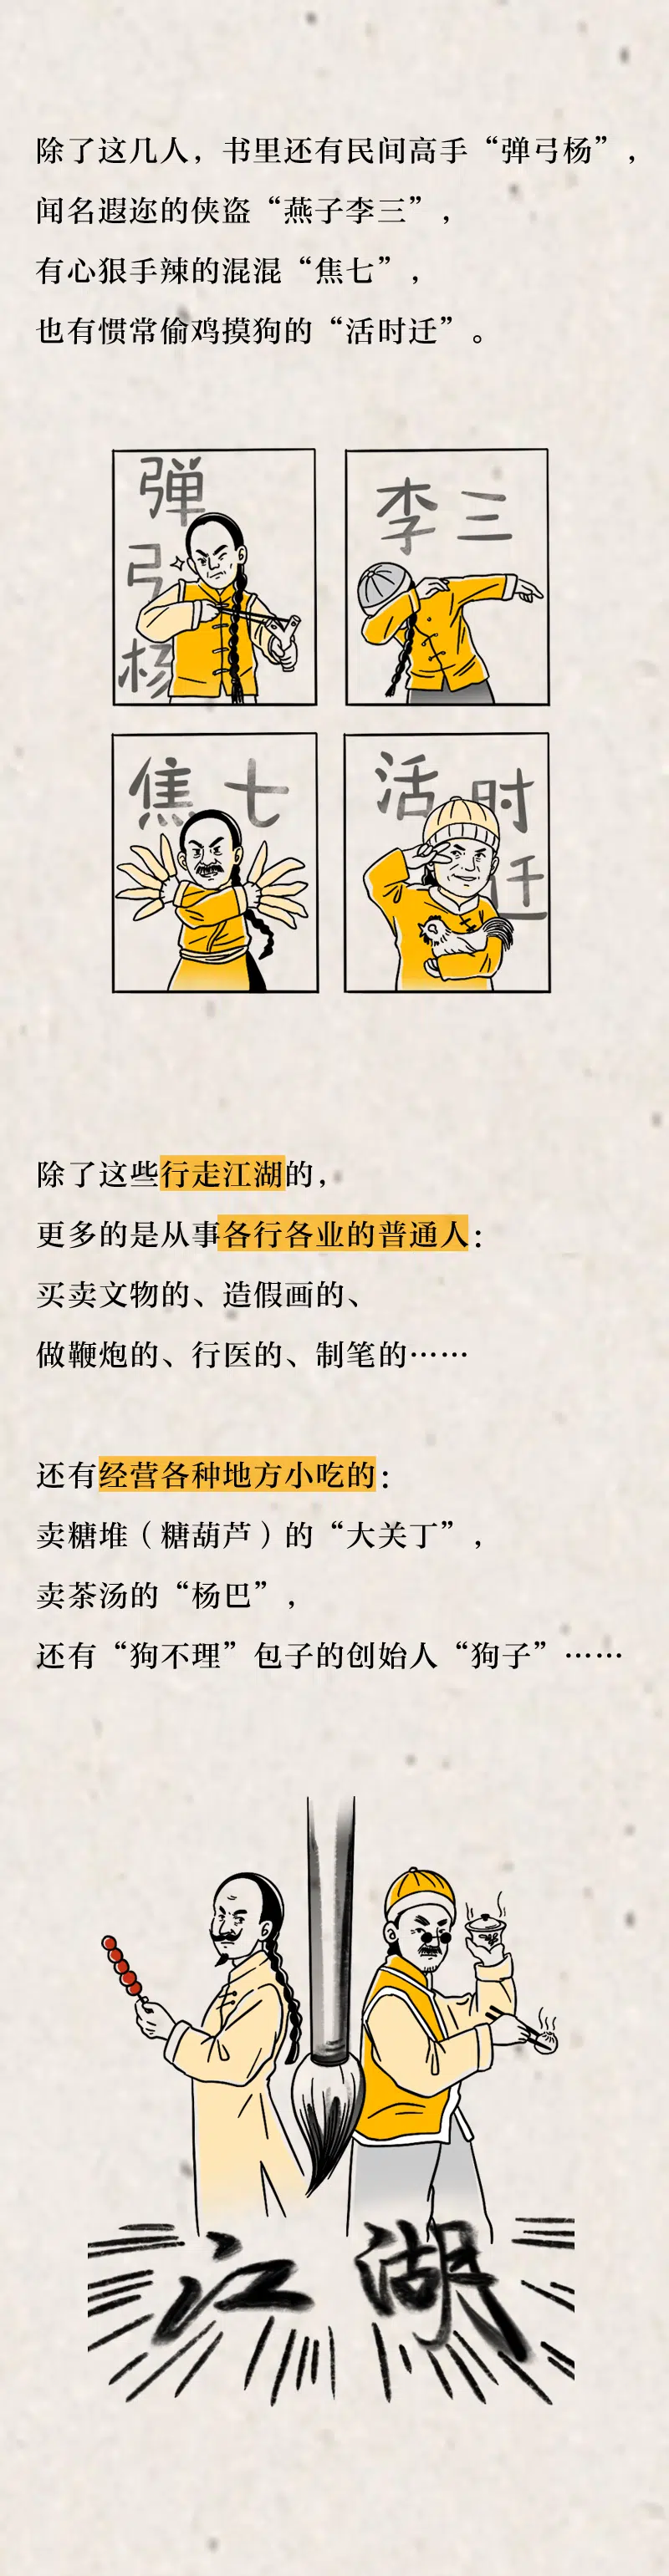 除了这几人，书里还有民间高手“弹弓杨”，
闻名遐迩的侠盗“燕子李三”，
有心狠手辣的混混“焦七”，
也有惯常偷鸡摸狗的“活时迁”。
弹弓杨
李三
焦七
活时迁
除了这些行走江湖的，
更多的是从事各行各业的普通人：
买卖文物的、造假画的、
做鞭炮的、行医的、制笔的……
还有经营各种地方小吃的：
卖糖堆（糖葫芦）的“大关丁”，
卖茶汤的“杨巴”，
还有“狗不理”包子的创始人“狗子”……
江湖